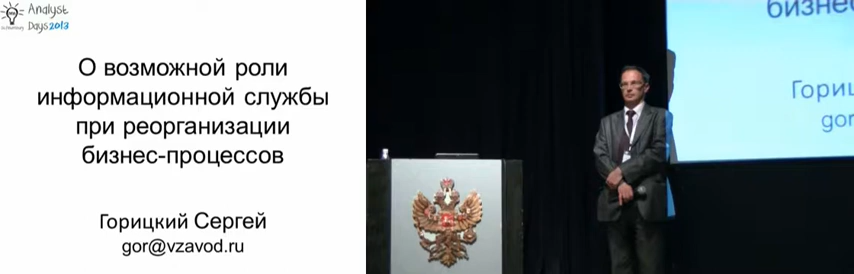 Analyst
Days 2013
О возможной роли
информационной службы
при реорганизации
бизнес-процессов
Горицкий Сергей
gor@vzavod.ru
бизнес
Гориц
gor